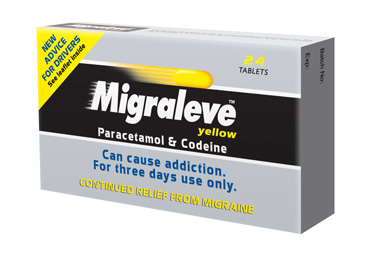 NEW
ADVICE
FOR DRIVERS
See leaflet inside
24
TABLETS
Migraleve™
yellow
Paracetamol & Codeine
Can cause addiction.
For three days use only.
CONTINUED RELIEF FROM MIGRAINE
Batch No:
Exp: